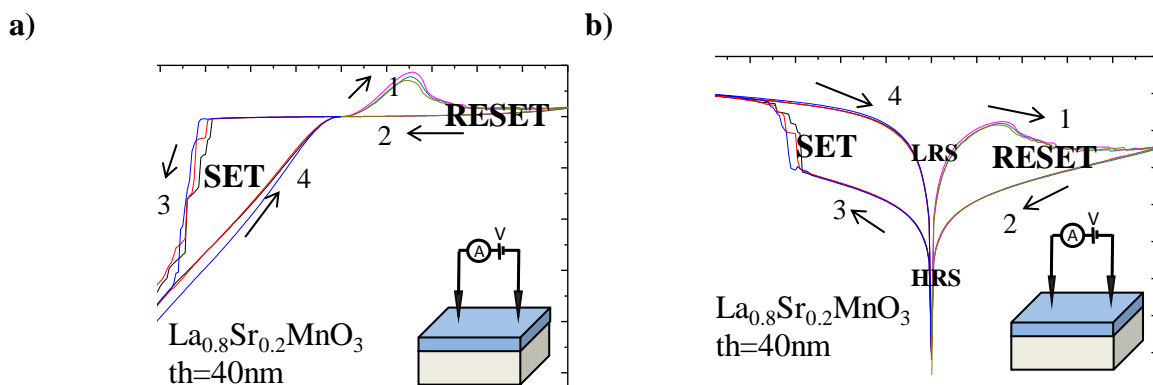 a)
1
RESET
2
SET
3
4
V
A
La0.8Sr0.2MnO3
th=40nm
b)
4
1
SET
LRS
RESET
3
2
HRS
V
A
La0.8Sr0.2MnO3
th=40nm